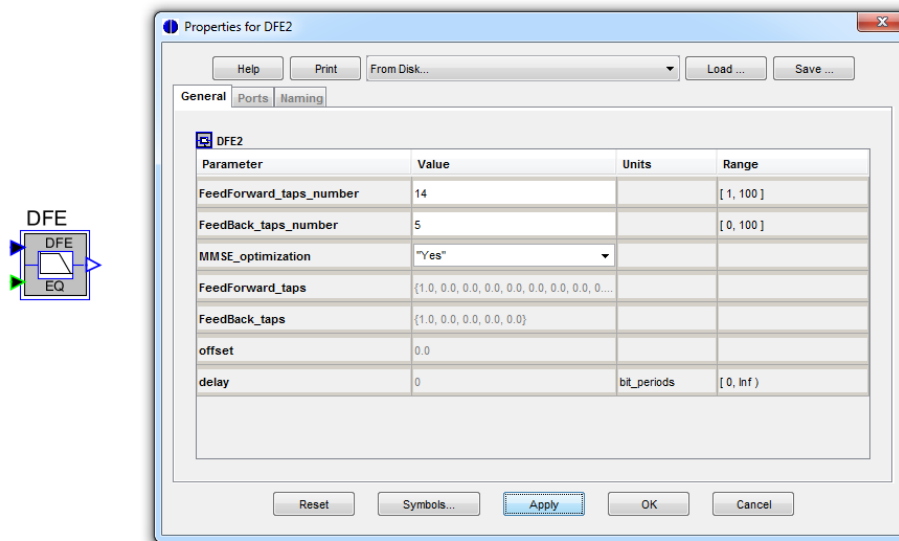 Properties for DFE2
X
Help Print From Disk... Load ... Save ...
General Ports Naming
DFE2
Parameter Value Units Range
FeedForward_taps_number 14 [ 1, 100 ]
FeedBack_taps_number 5 [ 0, 100 ]
MMSE_optimization "Yes"
FeedForward_taps {1.0, 0.0, 0.0, 0.0, 0.0, 0.0, 0.0, 0.0, 0....
FeedBack_taps {1.0, 0.0, 0.0, 0.0, 0.0}
offset 0.0
delay 0 bit_periods [ 0, Inf )
Reset Symbols... Apply OK Cancel
DFE
DFE
EQ